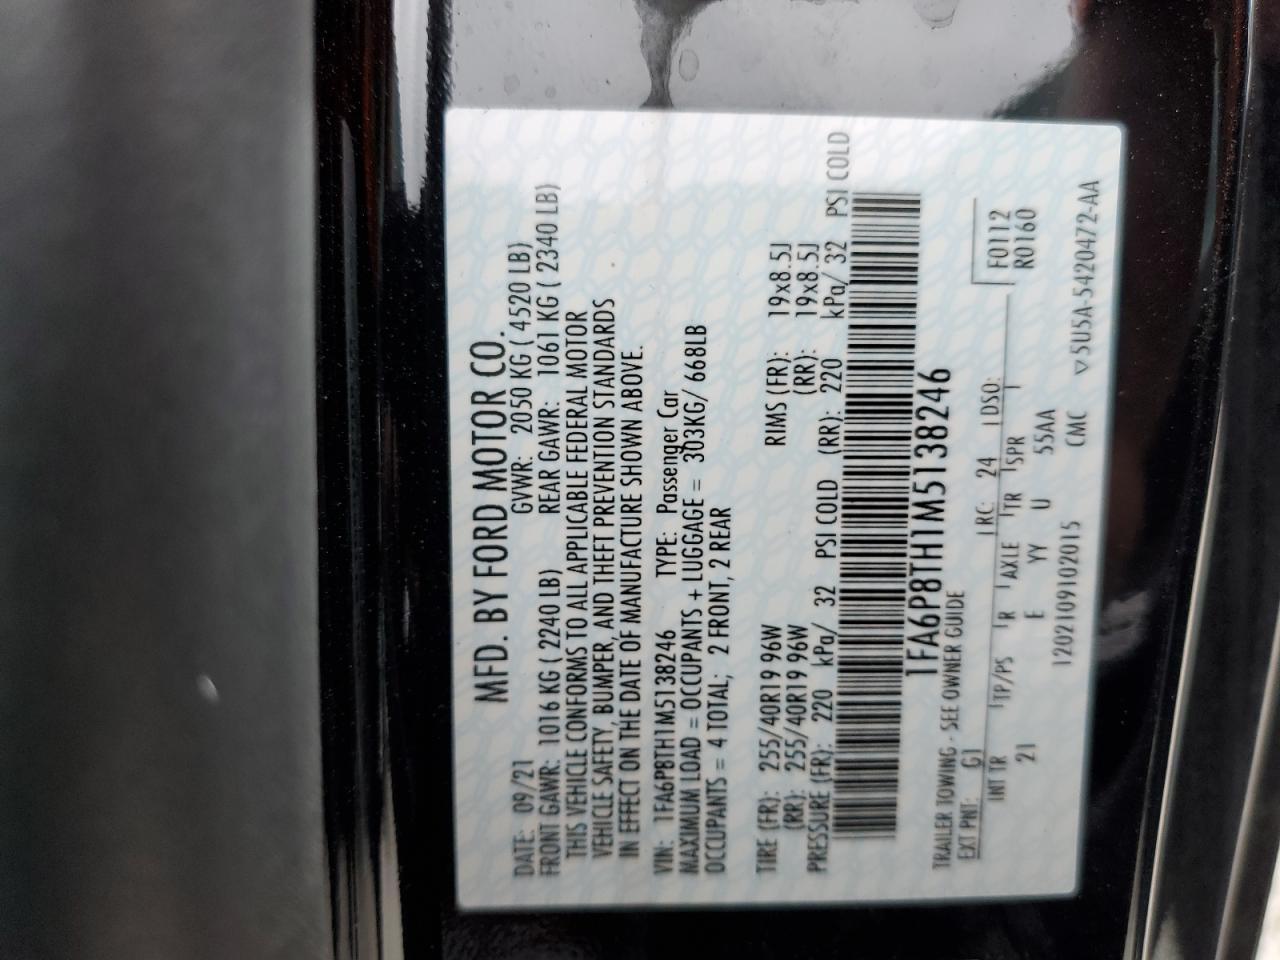 MFD. BY FORD MOTOR CO.
DATE: 09/21 GVWR: 2050 KG ( 4520 LB)
FRONT GAWR: 1016 KG ( 2240 LB) REAR GAWR: 1061 KG ( 2340 LB)
THIS VEHICLE CONFORMS TO ALL APPLICABLE FEDERAL MOTOR
VEHICLE SAFETY, BUMPER, AND THEFT PREVENTION STANDARDS
IN EFFECT ON THE DATE OF MANUFACTURE SHOWN ABOVE.
VIN: 1FA6P8TH1M5138246 TYPE: Passenger Car
MAXIMUM LOAD = OCCUPANTS + LUGGAGE = 303KG/ 668LB
OCCUPANTS = 4 TOTAL; 2 FRONT, 2 REAR
TIRE (FR): 255/40R19 96W RIMS (FR): 19x8.5J
(RR): 255/40R19 96W (RR): 19x8.5J
PRESSURE (FR): 220 kPa/ 32 PSI COLD (RR): 220 kPa/ 32 PSI COLD
1FA6P8TH1M5138246
TRAILER TOWING - SEE OWNER GUIDE
EXT PNT: G1 RC: 24 DSO:
INT TR TP/PS R AXLE TR SPR
21 E YY U 55AA
F0112
R0160
120210910 2015 CMC
▽5U5A-5420472-AA